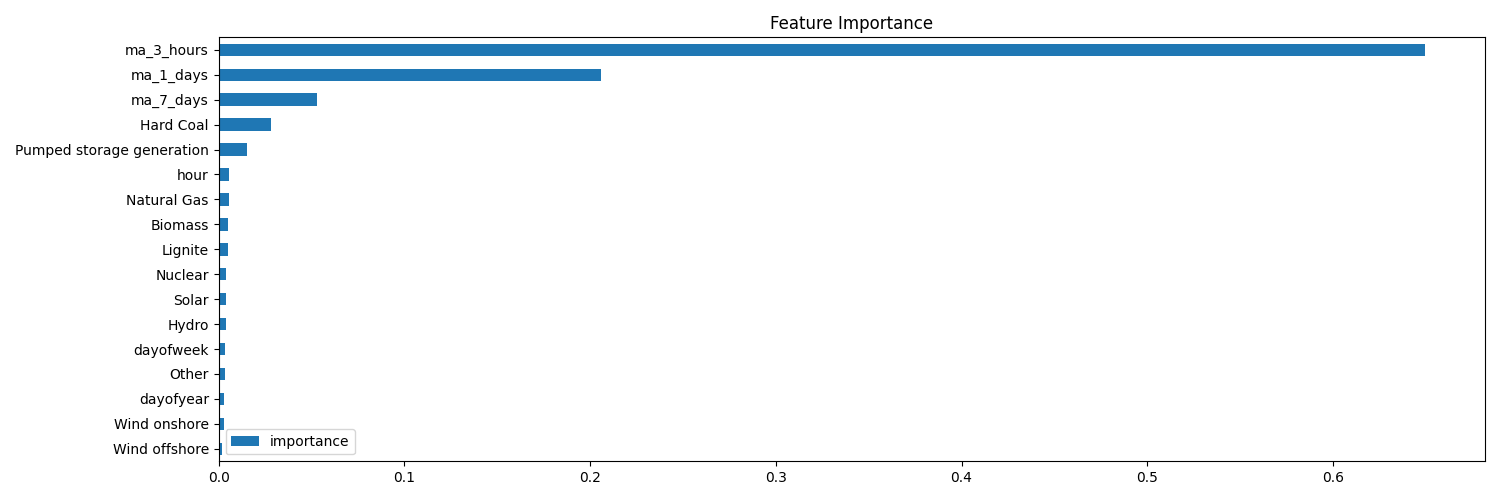 Feature Importance
ma_3_hours
ma_1_days
ma_7_days
Hard Coal
Pumped storage generation
hour
Natural Gas
Biomass
Lignite
Nuclear
Solar
Hydro
dayofweek
Other
dayofyear
Wind onshore
Wind offshore
importance
0.0 0.1 0.2 0.3 0.4 0.5 0.6